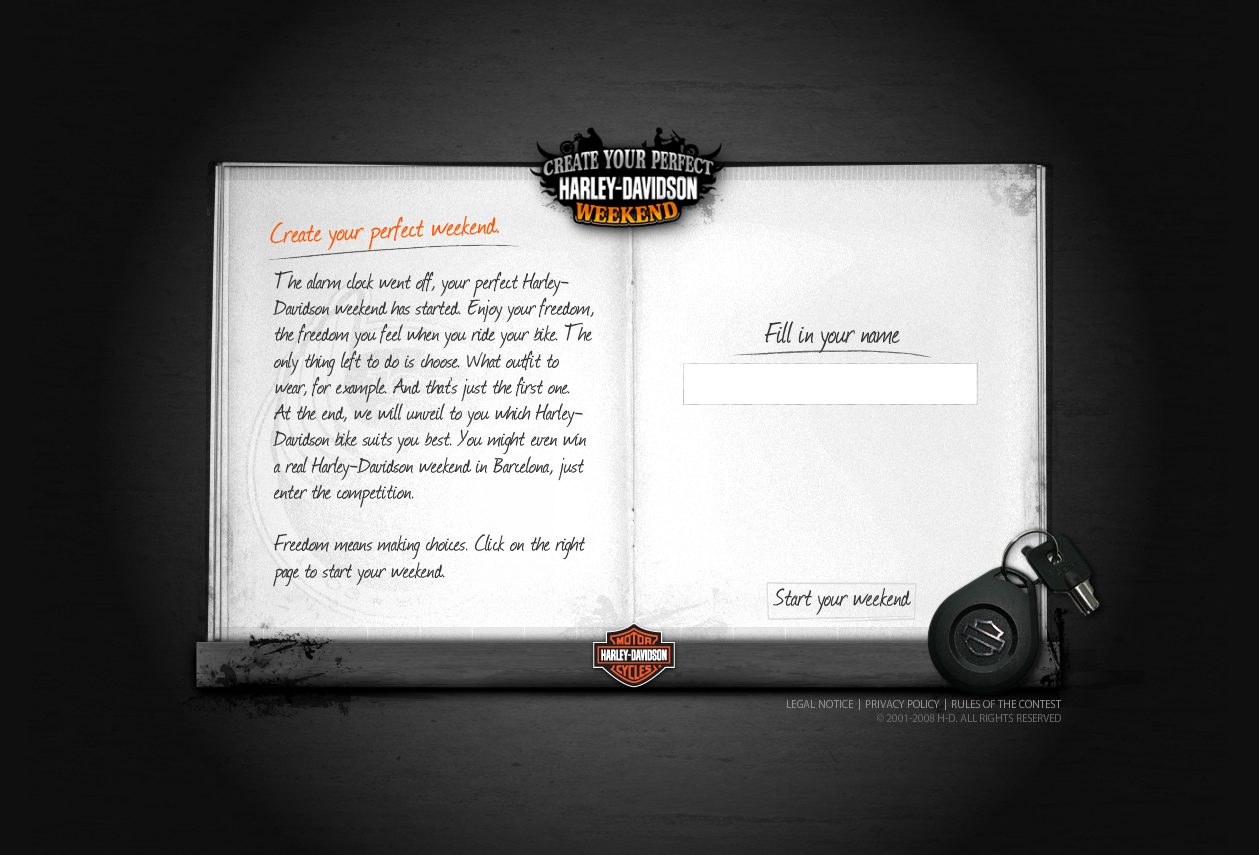 CREATE YOUR PERFECT
HARLEY-DAVIDSON
WEEKEND
Create your perfect weekend.
The alarm clock went off, your perfect Harley-
Davidson weekend has started. Enjoy your freedom,
the freedom you feel when you ride your bike. The
only thing left to do is choose. What outfit to
wear, for example. And that's just the first one.
At the end, we will unveil to you which Harley-
Davidson bike suits you best. You might even win
a real Harley-Davidson weekend in Barcelona, just
enter the competition.
Freedom means making choices. Click on the right
page to start your weekend.
Fill in your name
Start your weekend
MOTOR
HARLEY-DAVIDSON
CYCLES
LEGAL NOTICE | PRIVACY POLICY | RULES OF THE CONTEST
© 2001-2008 H-D. ALL RIGHTS RESERVED